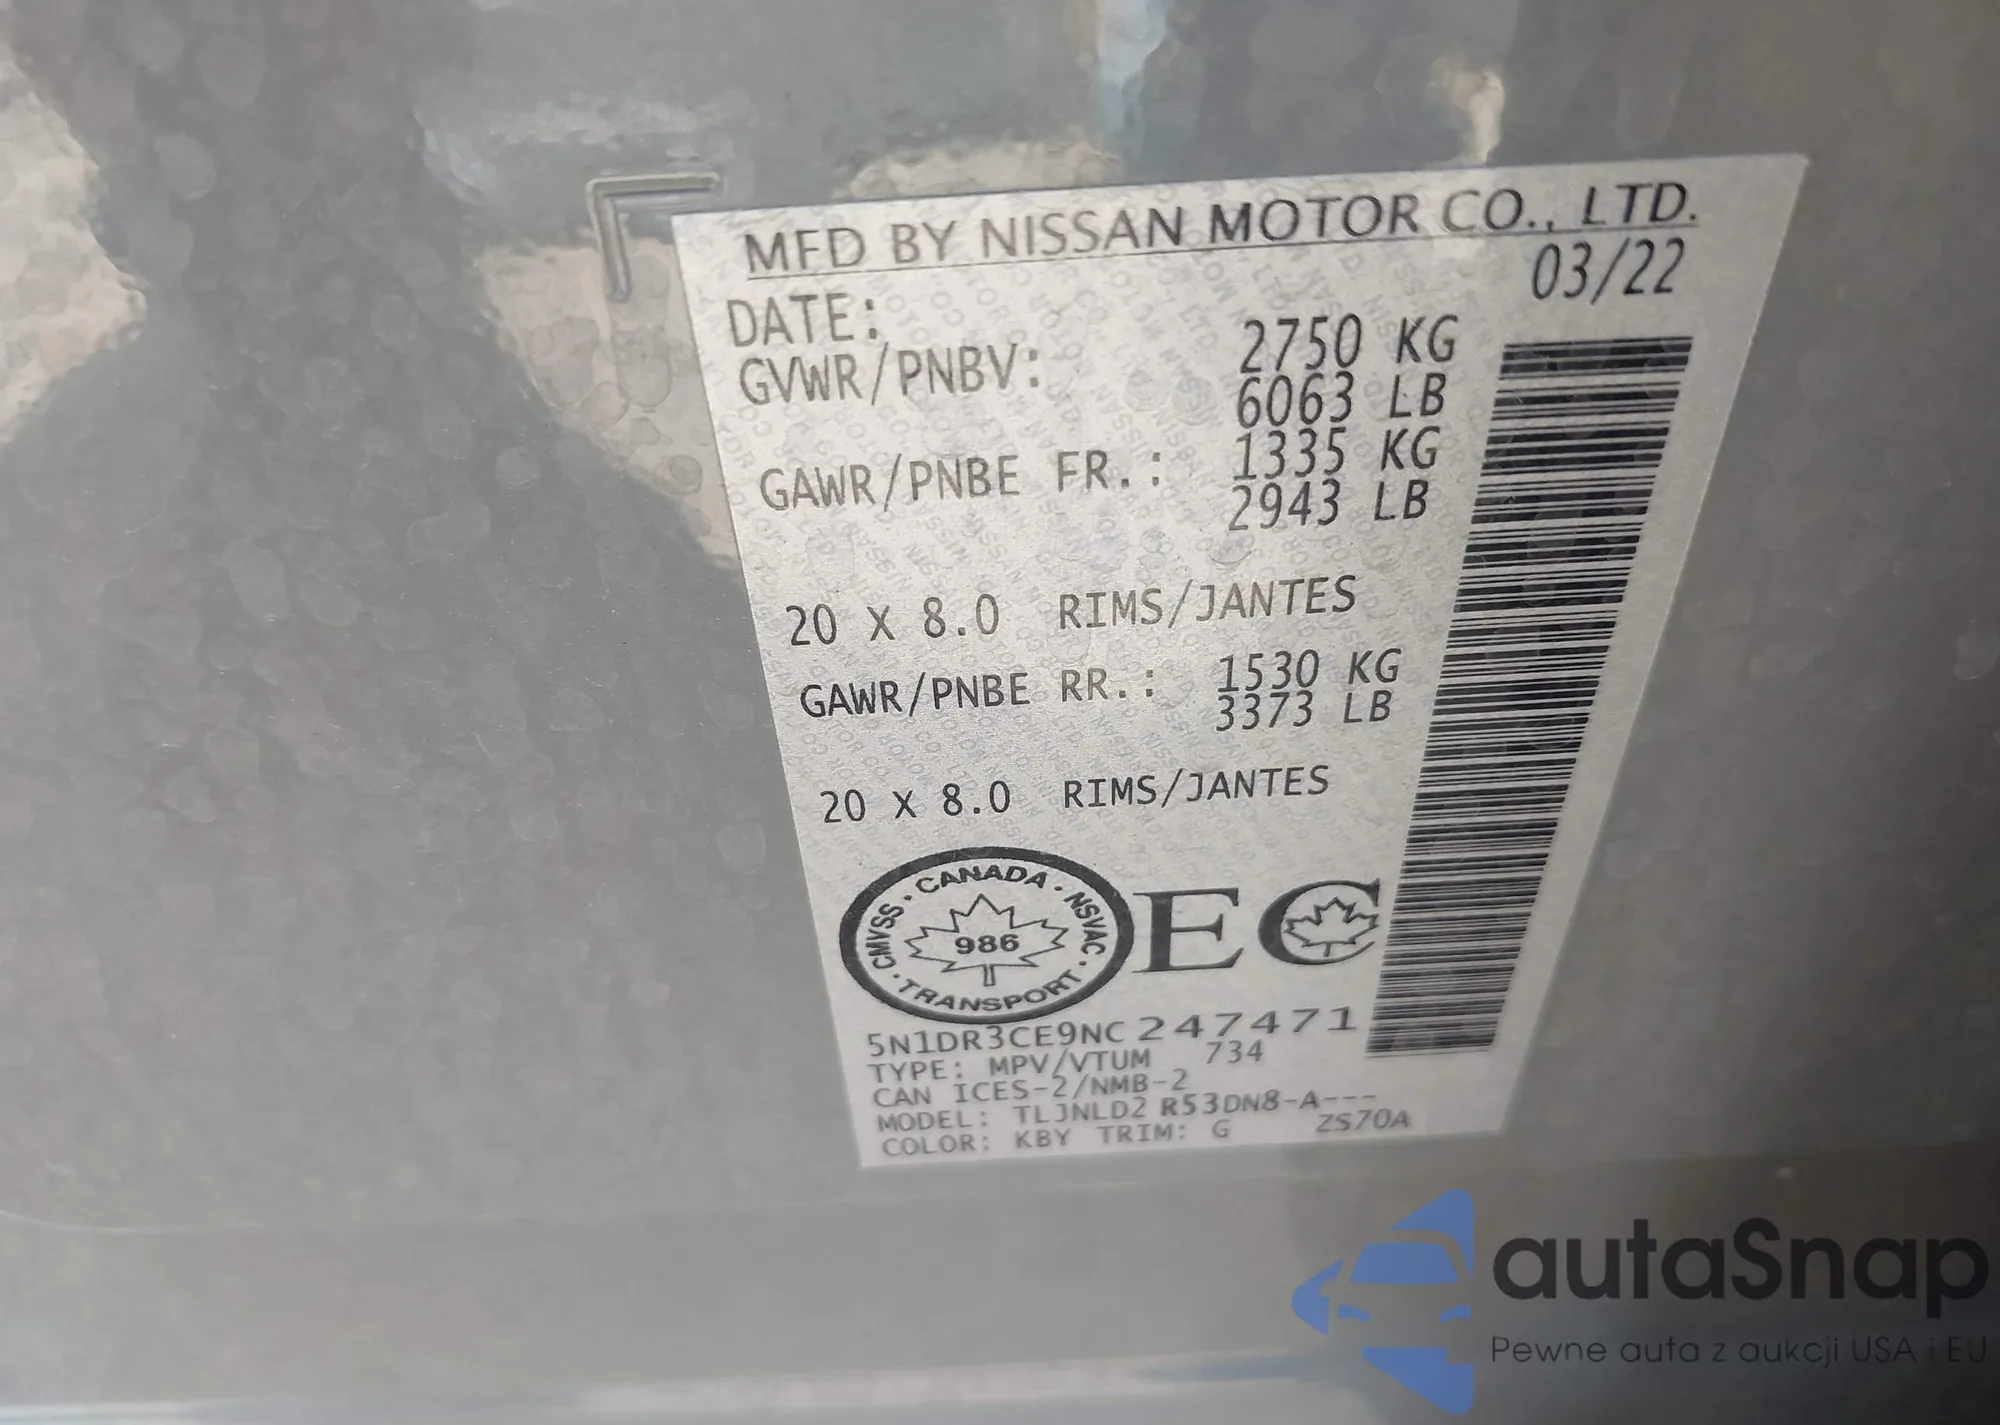 MFD BY NISSAN MOTOR CO., LTD.
DATE: 03/22
GVWR/PNBV: 2750 KG
6063 LB
GAWR/PNBE FR.: 1335 KG
2943 LB
20 X 8.0 RIMS/JANTES
GAWR/PNBE RR.: 1530 KG
3373 LB
20 X 8.0 RIMS/JANTES
CANADA · NSVAC · TRANSPORT · CMVSS ·
986
EC
5N1DR3CE9NC247471
TYPE: MPV/VTUM 734
CAN ICES-2/NMB-2
MODEL: TLJNLD2 R53DN8-A---
COLOR: KBY TRIM: G ZS70A
autaSnap
Pewne auta z aukcji USA i EU